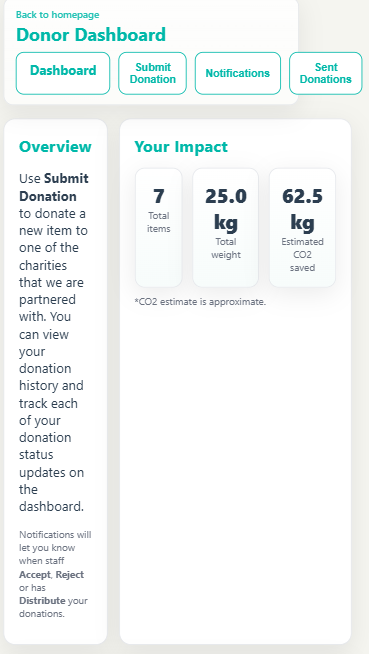 Back to homepage
Donor Dashboard
Dashboard
Submit
Donation
Notifications
Sent
Donations
Overview
Use Submit
Donation
to donate a
new item to
one of the
charities
that we are
partnered
with. You
can view
your
donation
history and
track each
of your
donation
status
updates on
the
dashboard.
Notifications will
let you know
when staff
Accept, Reject
or has
Distribute your
donations.
Your Impact
7
Total
items
25.0
kg
Total
weight
62.5
kg
Estimated
CO2
saved
*CO2 estimate is approximate.